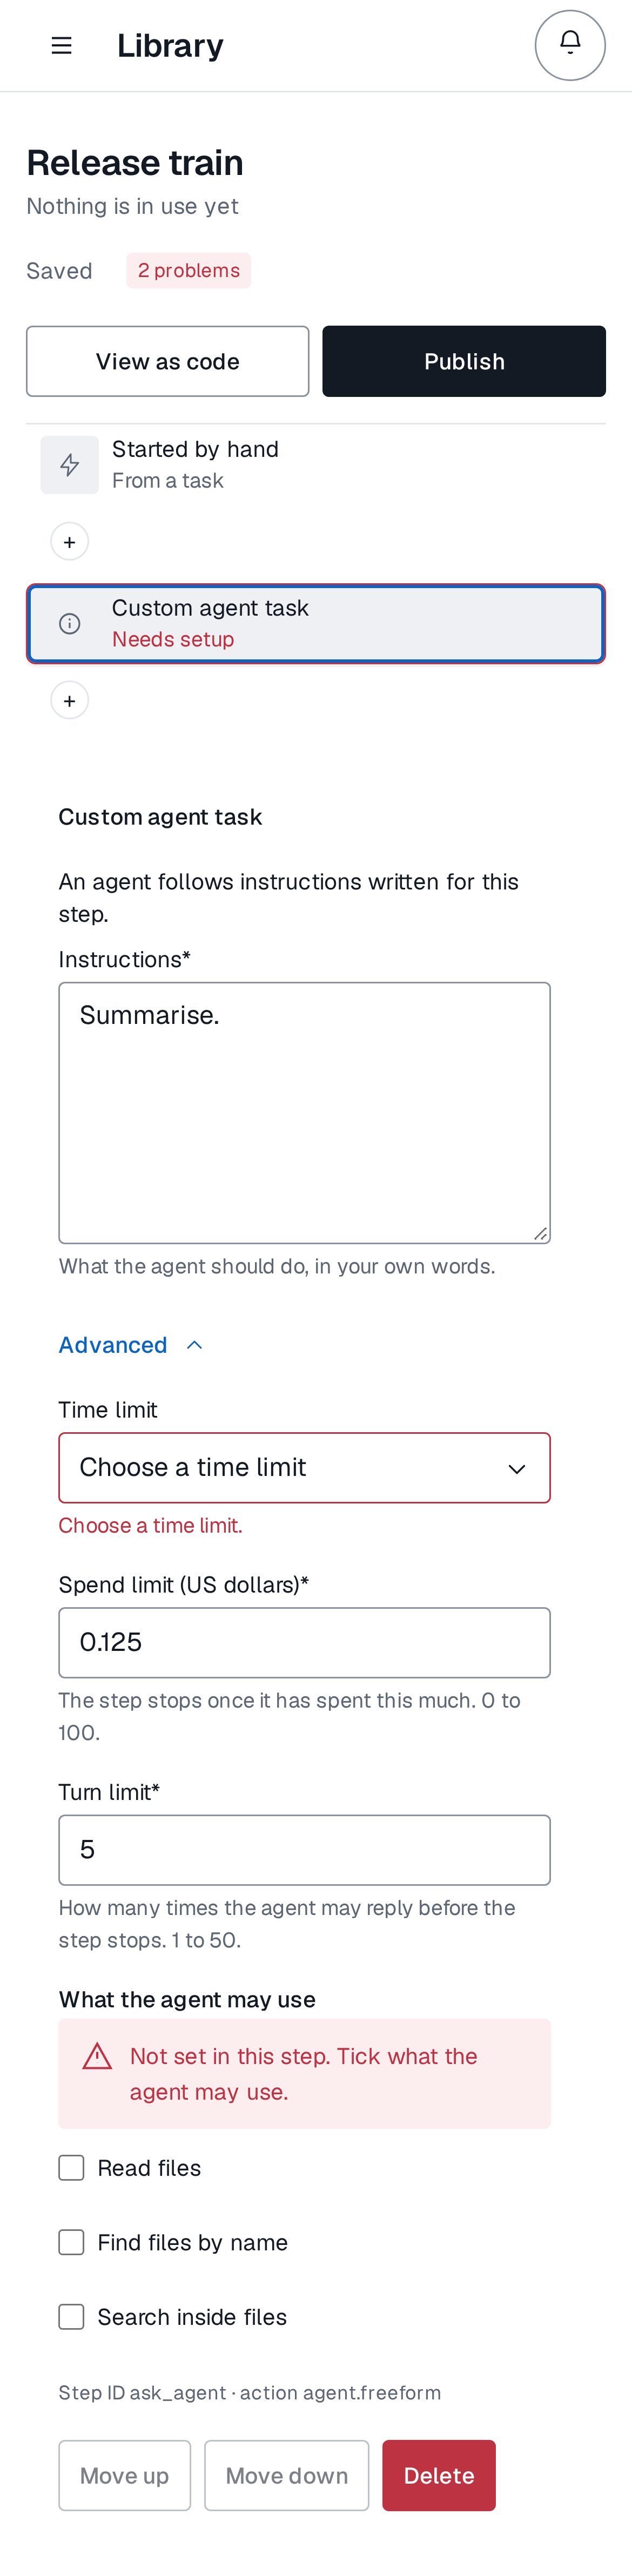 Library
Release train
Nothing is in use yet
Saved
2 problems
View as code
Publish
Started by hand
From a task
+
Custom agent task
Needs setup
+
Custom agent task
An agent follows instructions written for this
step.
Instructions*
Summarise.
What the agent should do, in your own words.
Advanced
Time limit
Choose a time limit
Choose a time limit.
Spend limit (US dollars)*
0.125
The step stops once it has spent this much. 0 to
100.
Turn limit*
5
How many times the agent may reply before the
step stops. 1 to 50.
What the agent may use
Not set in this step. Tick what the
agent may use.
Read files
Find files by name
Search inside files
Step ID ask_agent · action agent.freeform
Move up
Move down
Delete